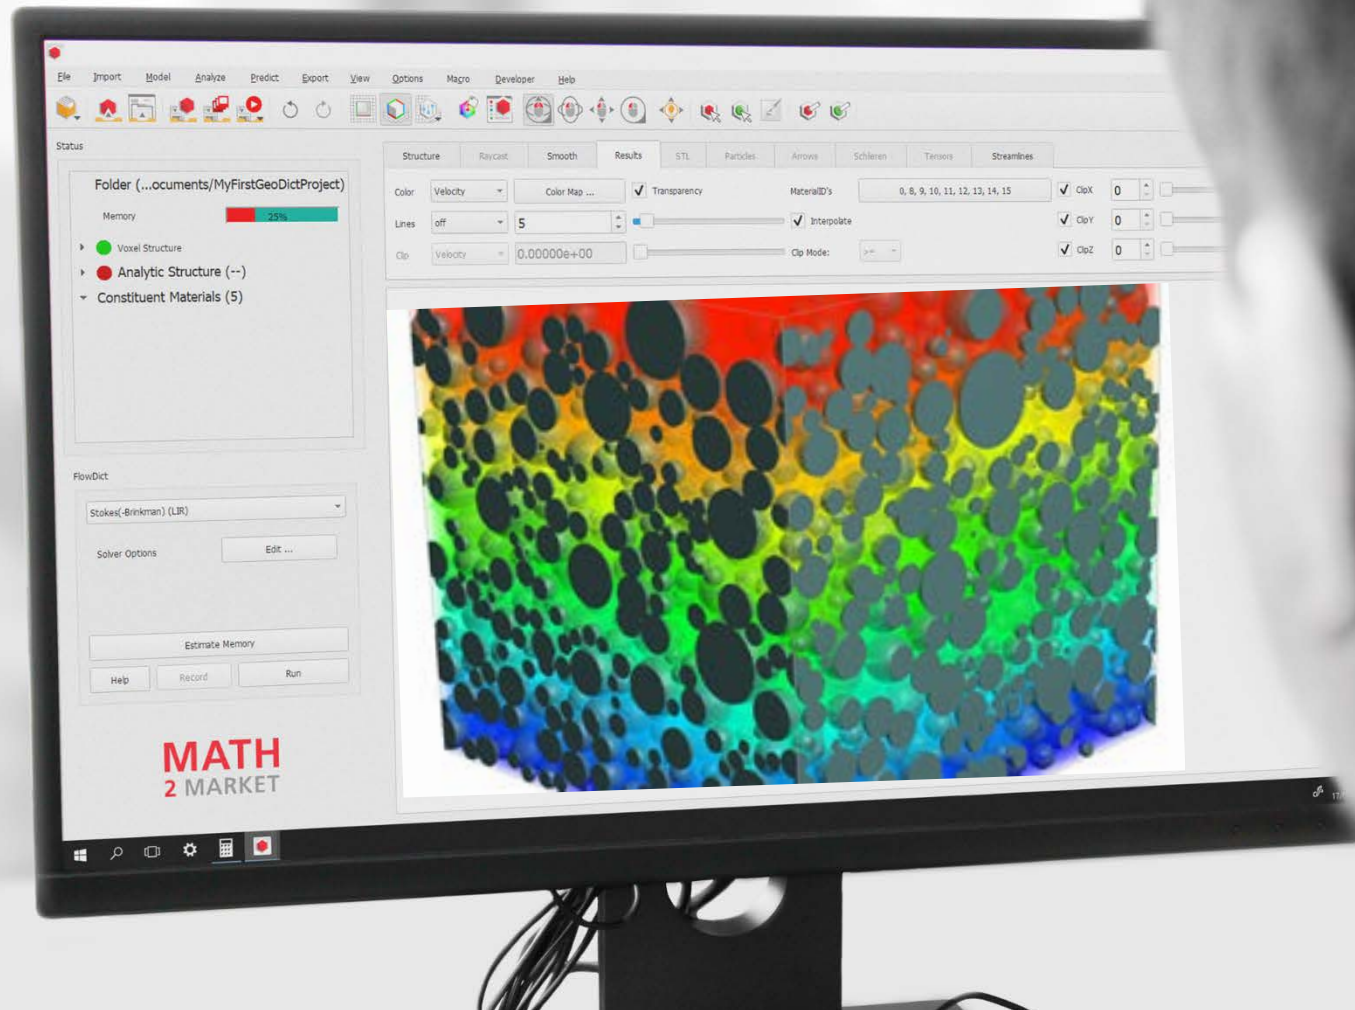 File Import Model Analyze Predict Export View Options Macro Developer Help
Status
Folder (...ocuments/MyFirstGeoDictProject)
Memory 25%
Voxel Structure
Analytic Structure (--)
Constituent Materials (5)
FlowDict
Stokes(-Brinkman) (LIR)
Solver Options Edit ...
Estimate Memory
Help Record Run
MATH
2 MARKET
Structure Raycast Smooth Results STL Particles Arrows Schlieren Tensors Streamlines
Color Velocity Color Map ... Transparency MaterialID's 0, 8, 9, 10, 11, 12, 13, 14, 15 ClipX 0
Lines off 5 Interpolate ClipY 0
Clip Velocity 0.00000e+00 Clip Mode: >= ClipZ 0